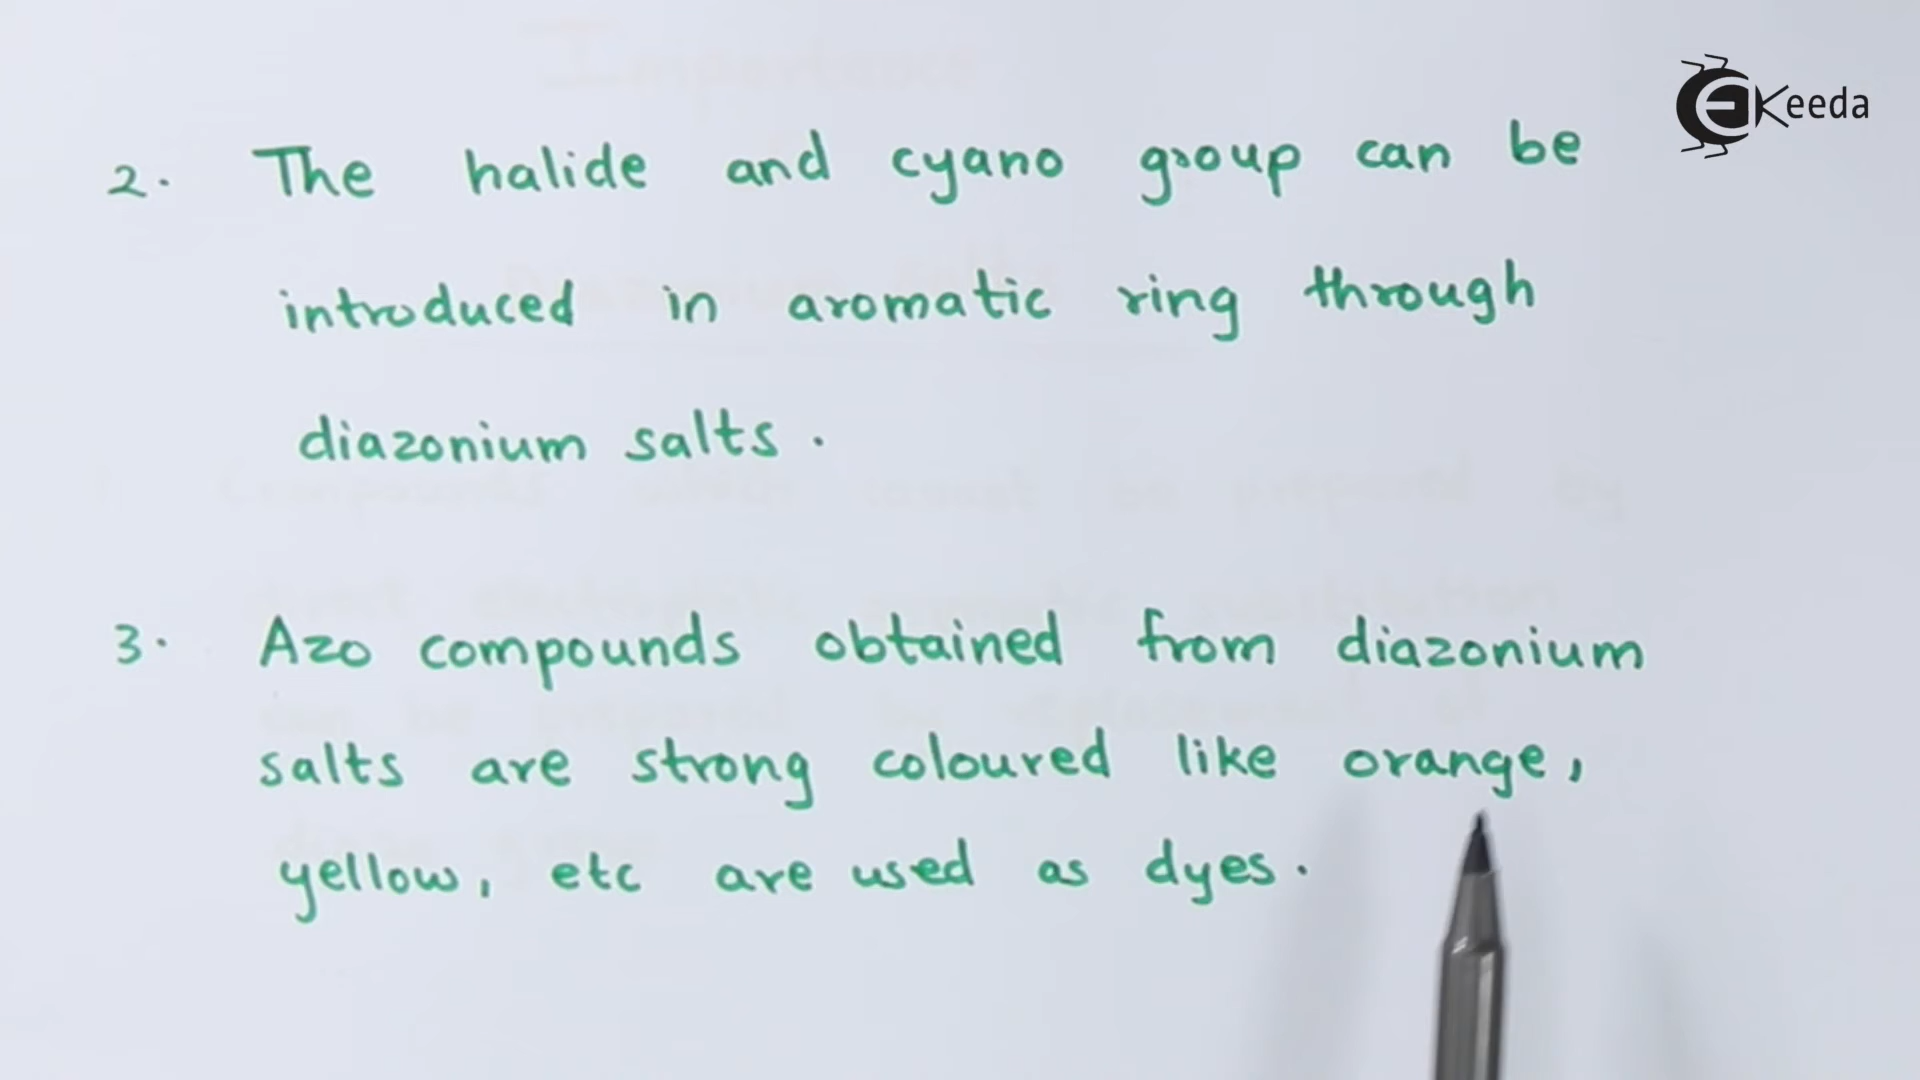 EKeeda
2. The halide and cyano group can be
introduced in aromatic ring through
diazonium salts.
3. Azo compounds obtained from diazonium
salts are strong coloured like orange,
yellow, etc are used as dyes.